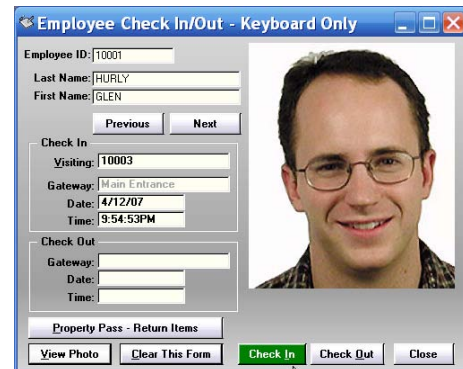 Employee Check In/Out - Keyboard Only
Employee ID: 10001
Last Name: HURLY
First Name: GLEN
Previous Next
Check In
Visiting: 10003
Gateway: Main Entrance
Date: 4/12/07
Time: 9:54:53PM
Check Out
Gateway:
Date:
Time:
Property Pass - Return Items
View Photo Clear This Form Check In Check Out Close